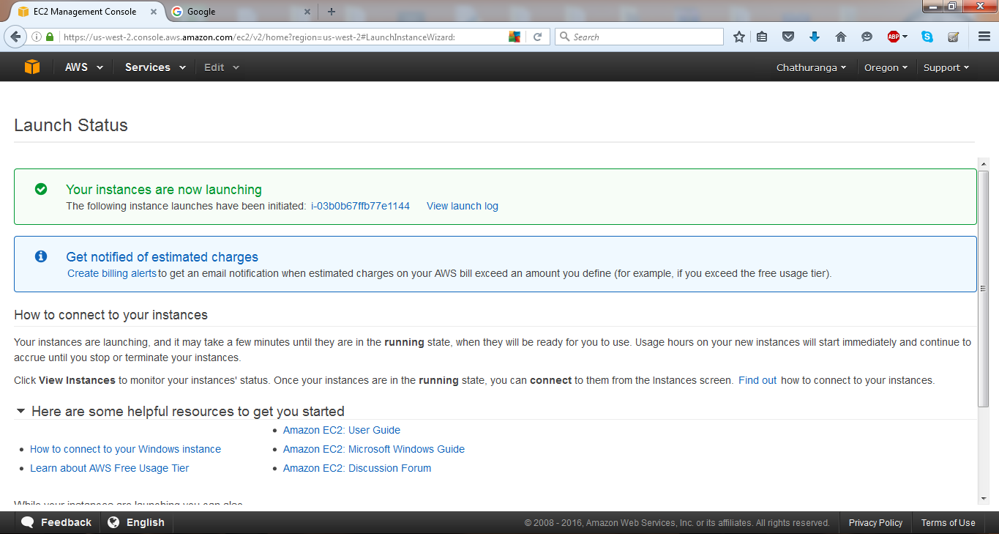 EC2 Management Console
Google
https://us-west-2.console.aws.amazon.com/ec2/v2/home?region=us-west-2#LaunchInstanceWizard:
Search
ABP
AWS Services Edit Chathuranga Oregon Support
Launch Status
Your instances are now launching
The following instance launches have been initiated: i-03b0b67ffb77e1144 View launch log
Get notified of estimated charges
Create billing alerts to get an email notification when estimated charges on your AWS bill exceed an amount you define (for example, if you exceed the free usage tier).
How to connect to your instances
Your instances are launching, and it may take a few minutes until they are in the running state, when they will be ready for you to use. Usage hours on your new instances will start immediately and continue to
accrue until you stop or terminate your instances.
Click View Instances to monitor your instances' status. Once your instances are in the running state, you can connect to them from the Instances screen. Find out how to connect to your instances.
Here are some helpful resources to get you started
• Amazon EC2: User Guide
• How to connect to your Windows instance • Amazon EC2: Microsoft Windows Guide
• Learn about AWS Free Usage Tier • Amazon EC2: Discussion Forum
While your instances are launching you can also
Feedback English © 2008 - 2016, Amazon Web Services, Inc. or its affiliates. All rights reserved. Privacy Policy Terms of Use